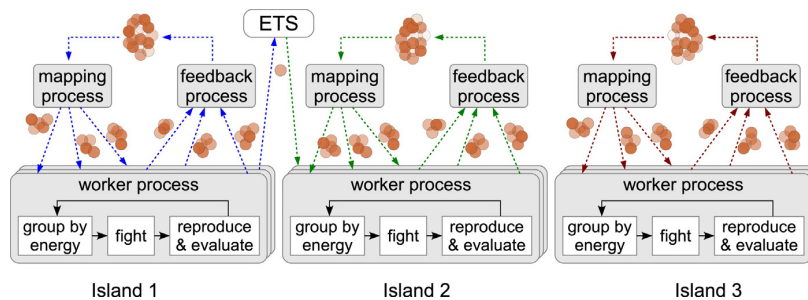 ETS
mapping
process
feedback
process
mapping
process
feedback
process
mapping
process
feedback
process
worker process
group by
energy
fight
reproduce
& evaluate
worker process
group by
energy
fight
reproduce
& evaluate
worker process
group by
energy
fight
reproduce
& evaluate
Island 1
Island 2
Island 3